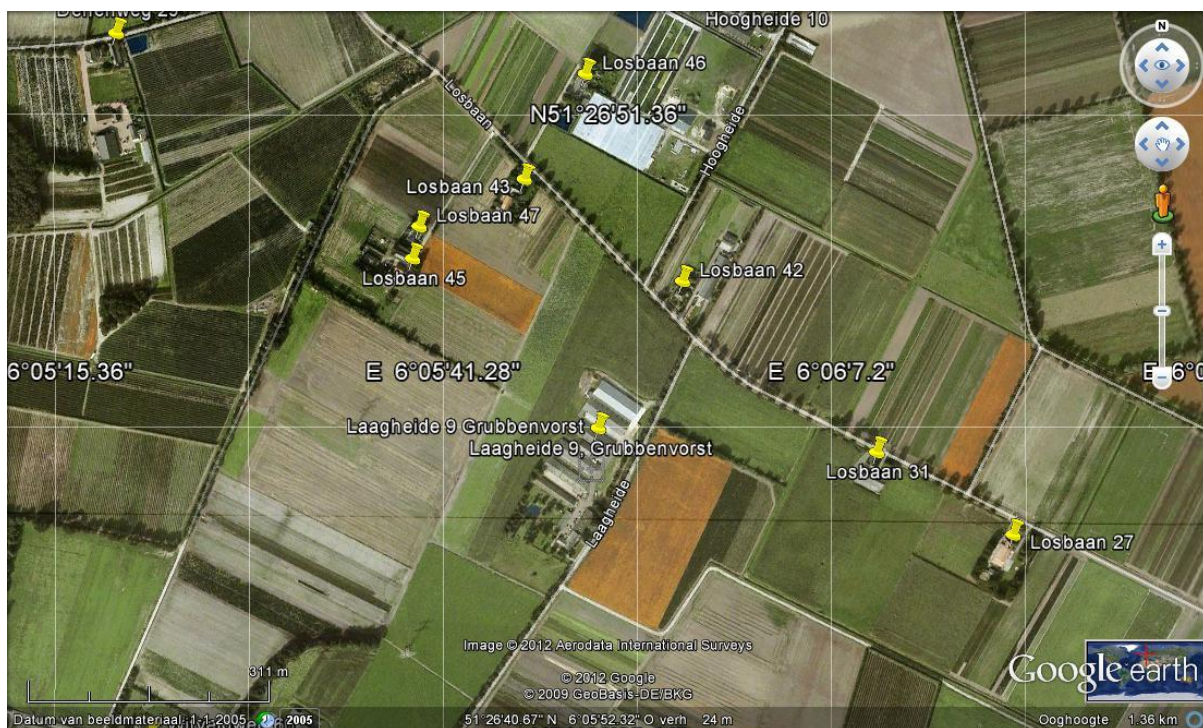 Derrenweg 29
Hoogheide 10
N
Losbaan 46
Losbaan
N51°26'51.36"
Hoogheide
Losbaan 43
Losbaan 47
Losbaan 42
Losbaan 45
6°05'15.36"
E 6°05'41.28"
E 6°06'7.2"
Laagheide 9 Grubbenvorst
Laagheide 9, Grubbenvorst
Losbaan 31
Laagheide
Losbaan 27
Image © 2012 Aerodata International Surveys
311 m
© 2012 Google
© 2009 GeoBasis-DE/BKG
Google earth
Datum van beeldmateriaal: 1-1-2005
2005
51°26'40.67" N 6°05'52.32" O verh 24 m
Ooghoogte 1.36 km